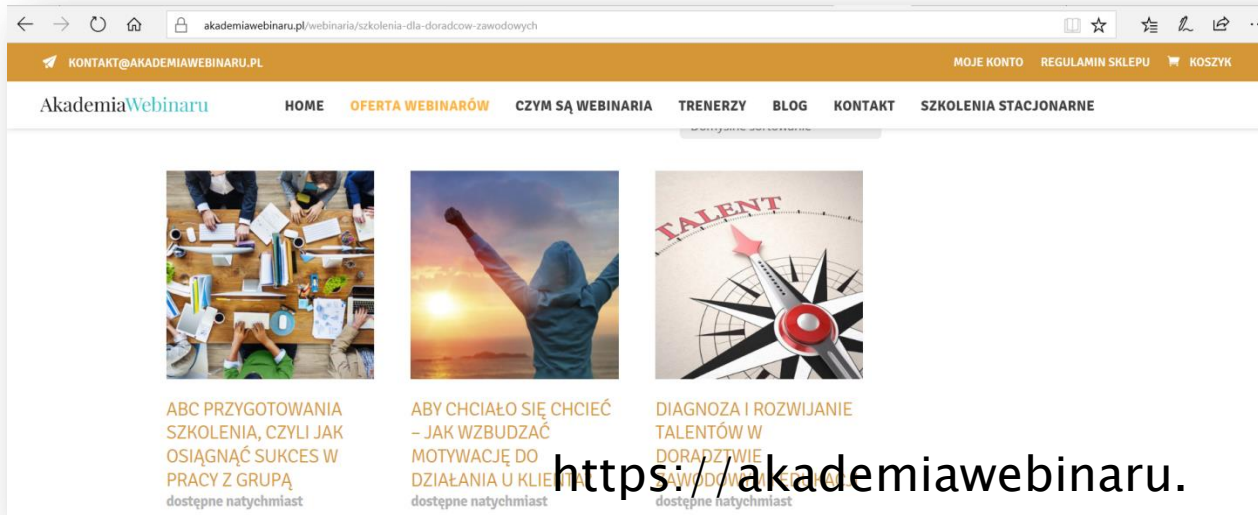 akademiawebinaru.pl/webinaria/szkolenia-dla-doradcow-zawodowych
KONTAKT@AKADEMIAWEBINARU.PL MOJE KONTO REGULAMIN SKLEPU KOSZYK
AkademiaWebinaru HOME OFERTA WEBINARÓW CZYM SĄ WEBINARIA TRENERZY BLOG KONTAKT SZKOLENIA STACJONARNE
Domyślne sortowanie
TALENT
ABC PRZYGOTOWANIA
SZKOLENIA, CZYLI JAK
OSIĄGNĄĆ SUKCES W
PRACY Z GRUPĄ
dostępne natychmiast
ABY CHCIAŁO SIĘ CHCIEĆ
– JAK WZBUDZAĆ
MOTYWACJĘ DO
DZIAŁANIA U KLIENTA?
dostępne natychmiast
DIAGNOZA I ROZWIJANIE
TALENTÓW W
DORADZTWIE
ZAWODOWYM
dostępne natychmiast
https://akademiawebinaru.